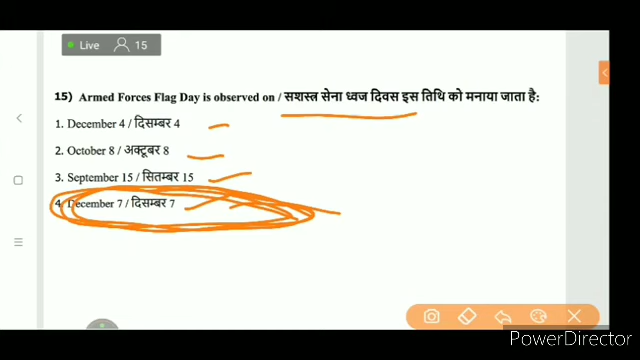 Live 15
15) Armed Forces Flag Day is observed on / सशस्त्र सेना ध्वज दिवस इस तिथि को मनाया जाता है:
1. December 4 / दिसम्बर 4
2. October 8 / अक्टूबर 8
3. September 15 / सितम्बर 15
4. December 7 / दिसम्बर 7
PowerDirector